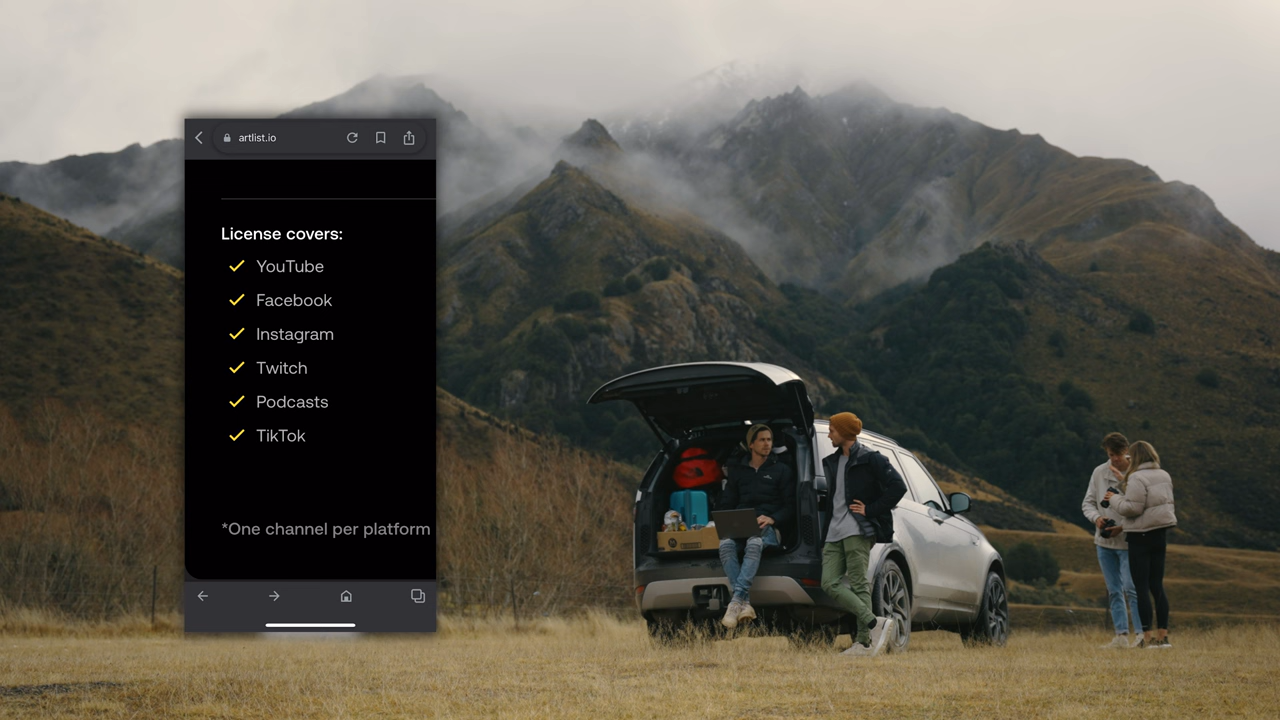 artlist.io
License covers:
YouTube
Facebook
Instagram
Twitch
Podcasts
TikTok
*One channel per platform